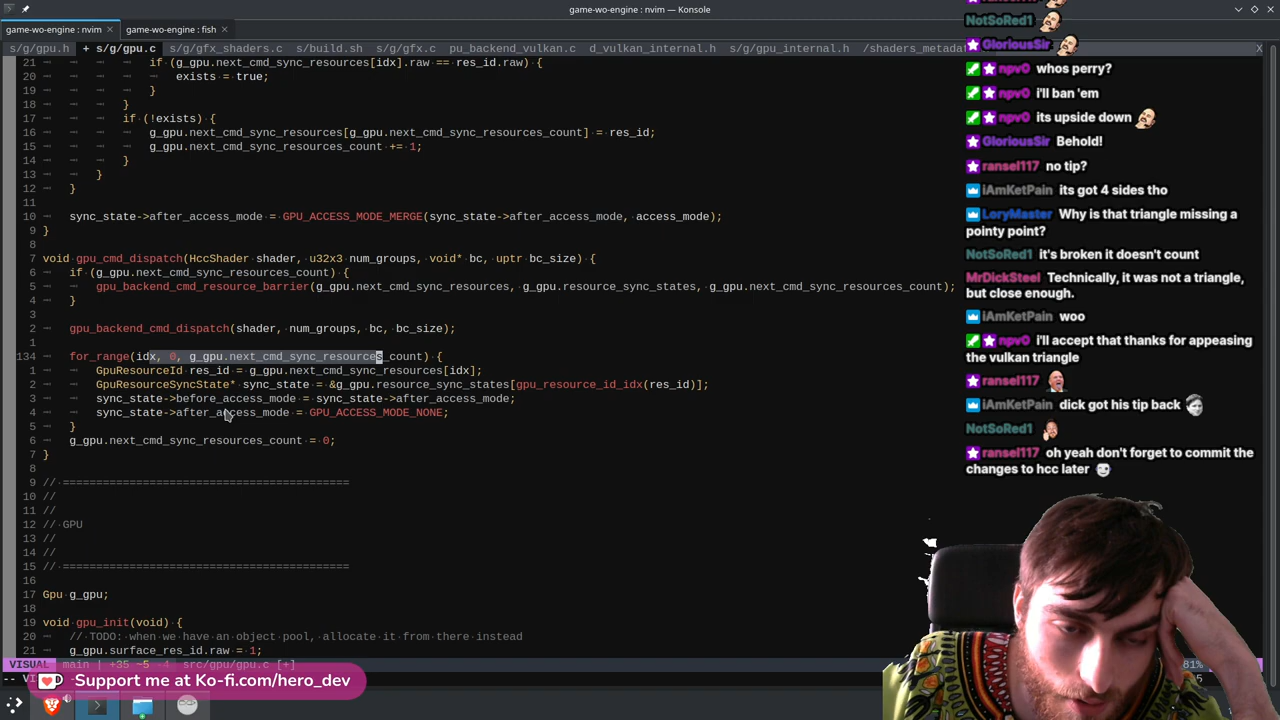 game-wo-engine : nvim — Konsole
game-wo-engine : nvim
game-wo-engine : fish
s/g/gpu.h + s/g/gpu.c s/g/gfx_shaders.c s/build.sh s/g/gfx.c pu_backend_vulkan.c d_vulkan_internal.h s/g/gpu_internal.h /shaders_metada X
21 if (g_gpu.next_cmd_sync_resources[idx].raw == res_id.raw) {
20 exists = true;
19 }
18 }
17 if (!exists) {
16 g_gpu.next_cmd_sync_resources[g_gpu.next_cmd_sync_resources_count] = res_id;
15 g_gpu.next_cmd_sync_resources_count += 1;
14 }
13 }
12 }
11
10 sync_state->after_access_mode = GPU_ACCESS_MODE_MERGE(sync_state->after_access_mode, access_mode);
9 }
8
7 void gpu_cmd_dispatch(HccShader shader, u32x3 num_groups, void* bc, uptr bc_size) {
6 if (g_gpu.next_cmd_sync_resources_count) {
5 gpu_backend_cmd_resource_barrier(g_gpu.next_cmd_sync_resources, g_gpu.resource_sync_states, g_gpu.next_cmd_sync_resources_count);
4 }
3
2 gpu_backend_cmd_dispatch(shader, num_groups, bc, bc_size);
1
134 for_range(idx, 0, g_gpu.next_cmd_sync_resources_count) {
1 GpuResourceId res_id = g_gpu.next_cmd_sync_resources[idx];
2 GpuResourceSyncState* sync_state = &g_gpu.resource_sync_states[gpu_resource_id_idx(res_id)];
3 sync_state->before_access_mode = sync_state->after_access_mode;
4 sync_state->after_access_mode = GPU_ACCESS_MODE_NONE;
5 }
6 g_gpu.next_cmd_sync_resources_count = 0;
7 }
8
9 // ===========================================
10 //
11 //
12 // GPU
13 //
14 //
15 // ===========================================
16
17 Gpu g_gpu;
18
19 void gpu_init(void) {
20 // TODO: when we have an object pool, allocate it from there instead
21 g_gpu.surface_res_id.raw = 1;
VISUAL main | +35 ~5 -4 src/gpu/gpu.c [+] 81%
Support me at Ko-fi.com/hero_dev
NotSoRed1
GloriousSir
npv0 whos perry?
npv0 i'll ban 'em
npv0 its upside down
GloriousSir Behold!
ransel117 no tip?
iAmKetPain its got 4 sides tho
LoryMaster Why is that triangle missing a
pointy point?
NotSoRed1 it's broken it doesn't count
MrDickSteel Technically, it was not a triangle,
but close enough.
iAmKetPain woo
npv0 i'll accept that thanks for appeasing
the vulkan triangle
ransel117
iAmKetPain dick got his tip back
NotSoRed1
ransel117 oh yeah don't forget to commit the
changes to hcc later